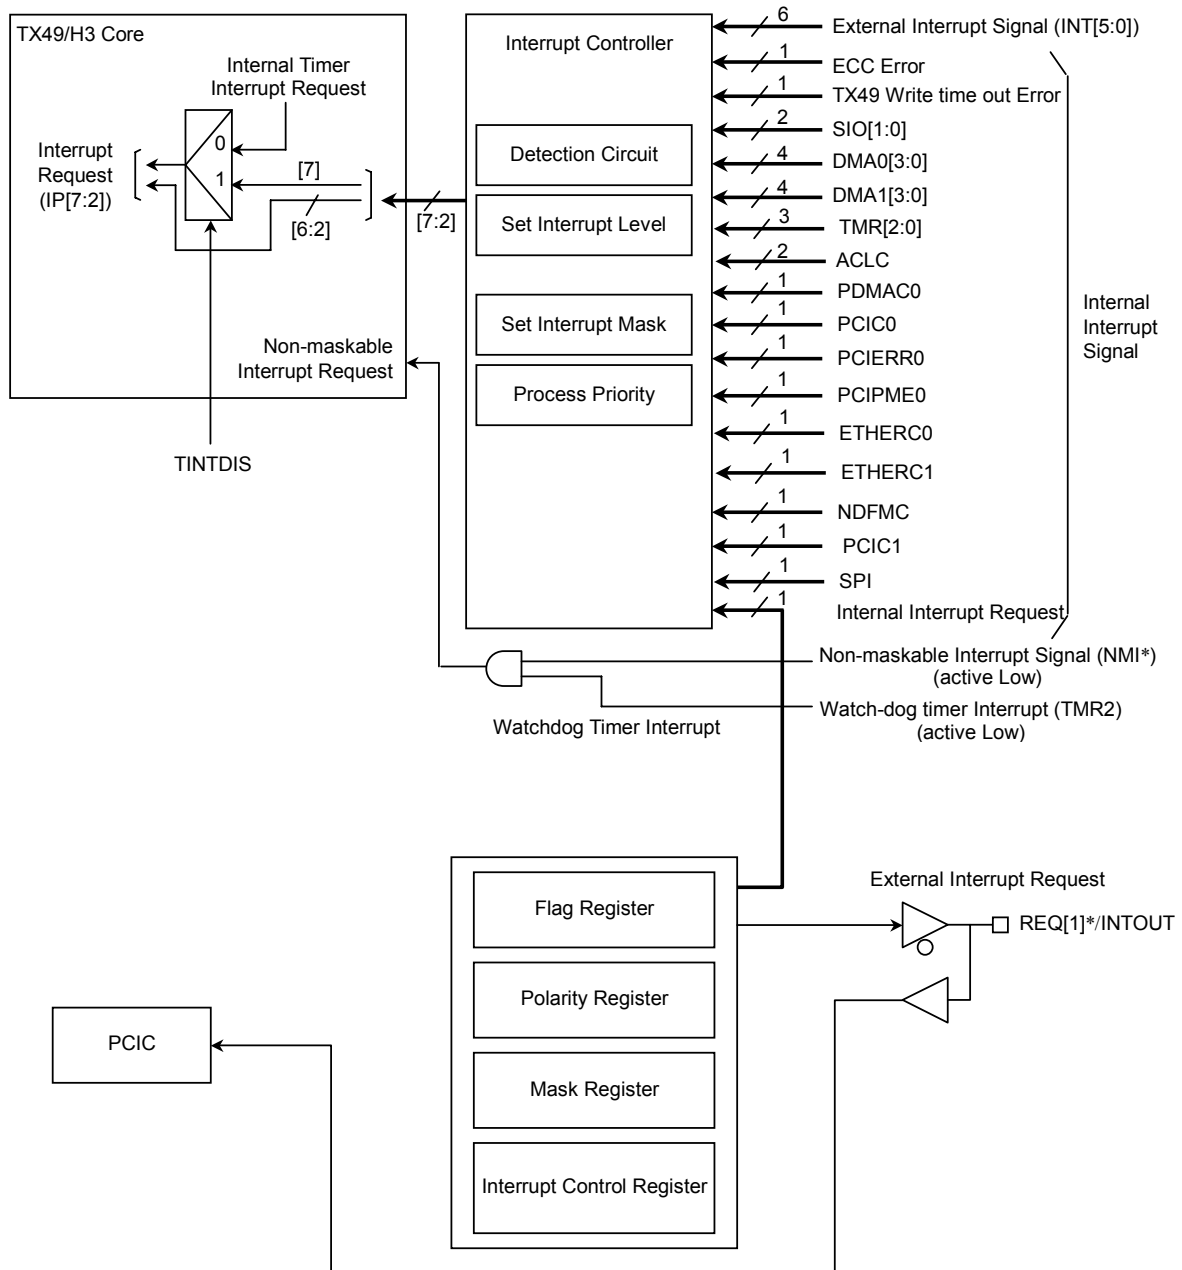 TX49/H3 Core
Internal Timer
Interrupt Request
0
1
Interrupt
Request
(IP[7:2])
[7]
[6:2]
[7:2]
Non-maskable
Interrupt Request
TINTDIS
Interrupt Controller
Detection Circuit
Set Interrupt Level
Set Interrupt Mask
Process Priority
6
External Interrupt Signal (INT[5:0])
1
ECC Error
1
TX49 Write time out Error
2
SIO[1:0]
4
DMA0[3:0]
4
DMA1[3:0]
3
TMR[2:0]
2
ACLC
1
PDMAC0
1
PCIC0
1
PCIERR0
1
PCIPME0
1
ETHERC0
1
ETHERC1
1
NDFMC
1
PCIC1
1
SPI
1
Internal Interrupt Request
Internal
Interrupt
Signal
Non-maskable Interrupt Signal (NMI*)
(active Low)
Watchdog Timer Interrupt
Watch-dog timer Interrupt (TMR2)
(active Low)
Flag Register
Polarity Register
Mask Register
Interrupt Control Register
External Interrupt Request
REQ[1]*/INTOUT
PCIC